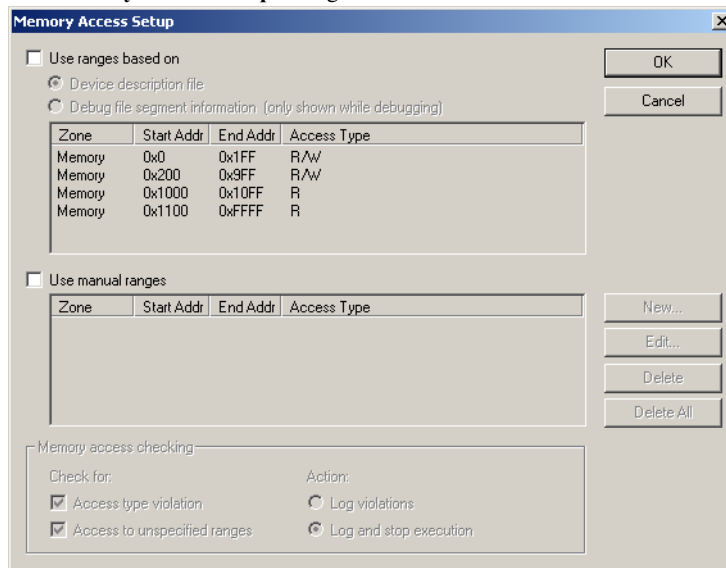 Memory Access Setup
Use ranges based on
OK
Device description file
Debug file segment information (only shown while debugging)
Cancel
Zone Start Addr End Addr Access Type
Memory 0x0 0x1FF R/W
Memory 0x200 0x9FF R/W
Memory 0x1000 0x10FF R
Memory 0x1100 0xFFFF R
Use manual ranges
Zone Start Addr End Addr Access Type
New...
Edit...
Delete
Delete All
Memory access checking
Check for: Action:
Access type violation Log violations
Access to unspecified ranges Log and stop execution